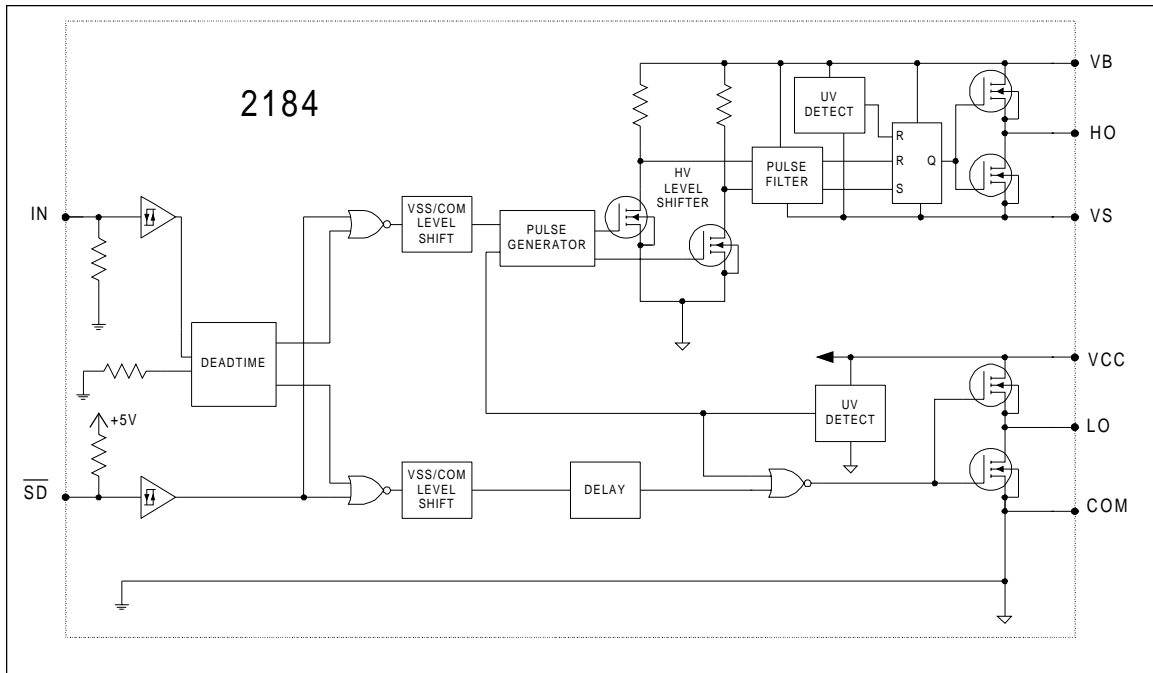 2184
VB
UV
DETECT
HO
R
R
Q
S
PULSE
FILTER
HV
LEVEL
SHIFTER
IN
VSS/COM
LEVEL
SHIFT
PULSE
GENERATOR
VS
DEADTIME
VCC
+5V
UV
DETECT
LO
SD
VSS/COM
LEVEL
SHIFT
DELAY
COM